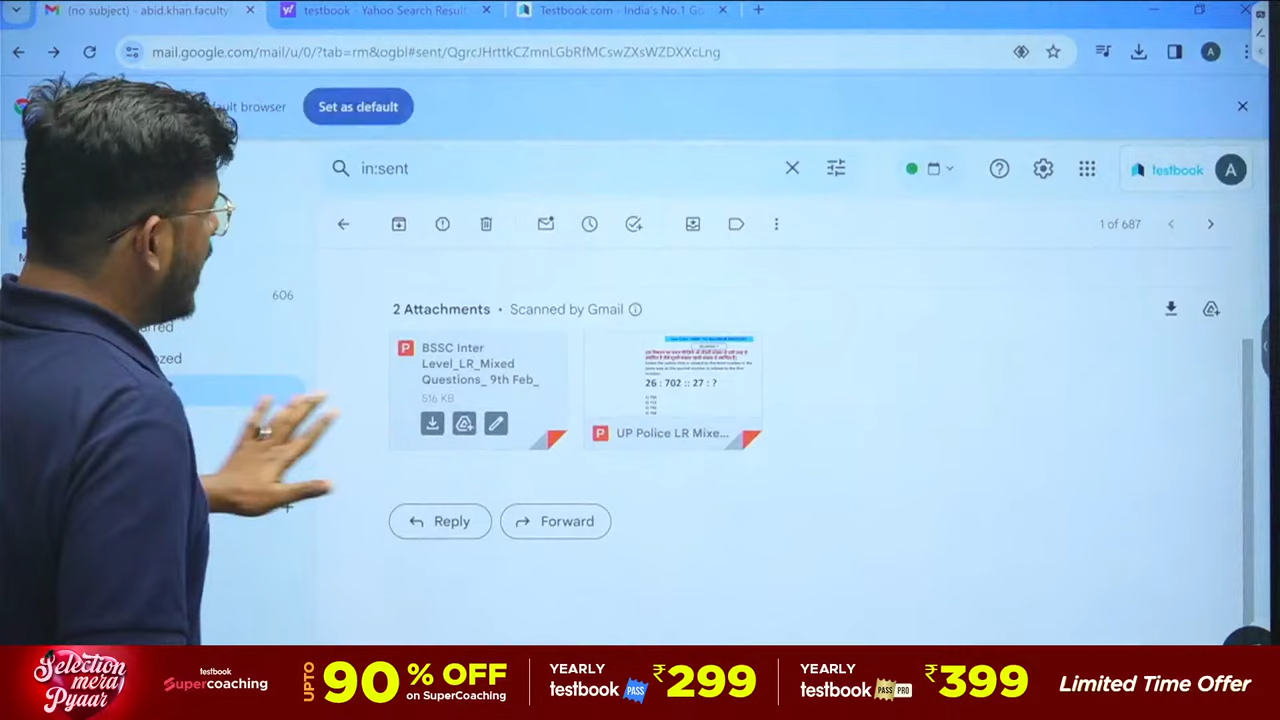 (no subject) - abid.khan.faculty
testbook - Yahoo Search Result
Testbook.com - India's No.1 Go
mail.google.com/mail/u/0/?tab=rm&ogbl#sent/QgrcJHrttkCZmnLGbRfMCswZXsWZDXXcLng
browser
Set as default
in:sent
testbook
A
1 of 687
606
2 Attachments • Scanned by Gmail
BSSC Inter
Level_LR_Mixed
Questions_ 9th Feb_
516 KB
26 : 702 :: 27 : ?
UP Police LR Mixe...
Reply
Forward
Selection
mera
Pyaar
testbook
Supercoaching
UPTO
90% OFF
on SuperCoaching
YEARLY
testbook PASS
₹299
YEARLY
testbook PASS PRO
₹399
Limited Time Offer